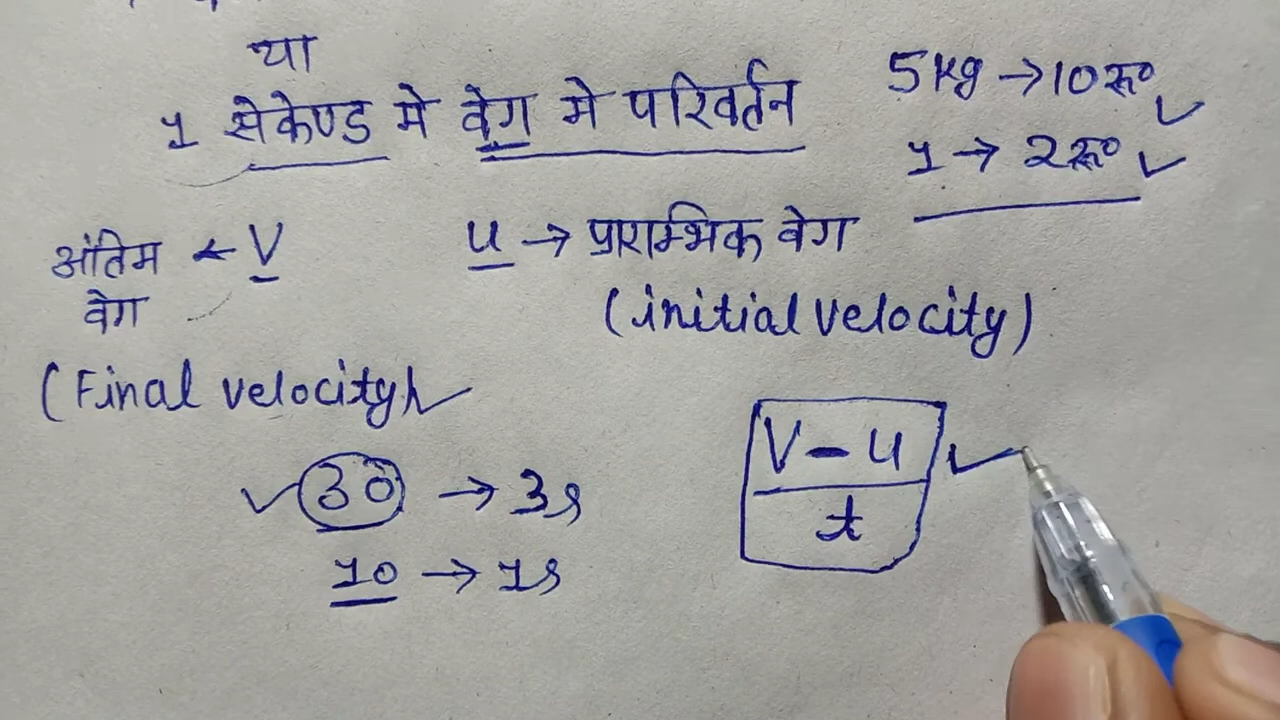 या
1 सेकेण्ड मे वेग मे परिवर्तन
5kg → 10रू०
1 → 2रू०
अंतिम ← V
वेग
(Final velocity)
u → प्रारम्भिक वेग
(initial velocity)
30 → 3s
10 → 1s
V - u
t